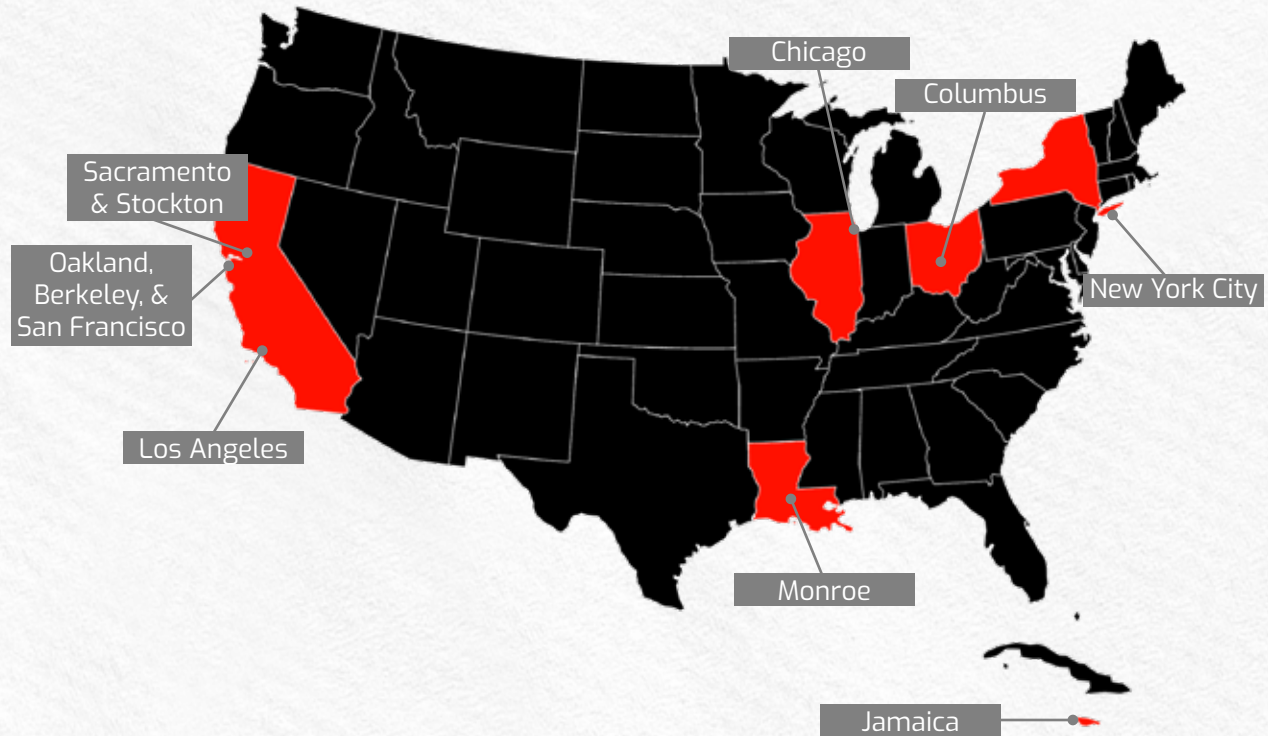 Chicago
Columbus
Sacramento
& Stockton
Oakland,
Berkeley, &
San Francisco
New York City
Los Angeles
Monroe
Jamaica